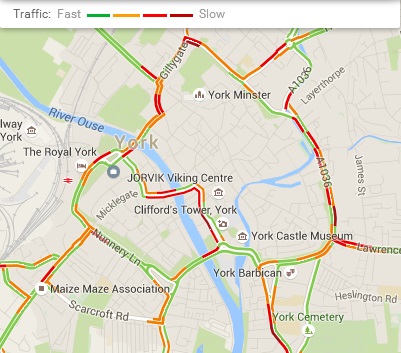 Traffic: Fast Slow
Gillygate
A1036
Layerthorpe
York Minster
River Ouse
lway
York
York
The Royal York
JORVIK Viking Centre
A1036
James St
Micklegate
Clifford's Tower, York
Nunnery Ln
York Castle Museum
Lawrence
York Barbican
Maize Maze Association
Heslington Rd
Scarcroft Rd
York Cemetery